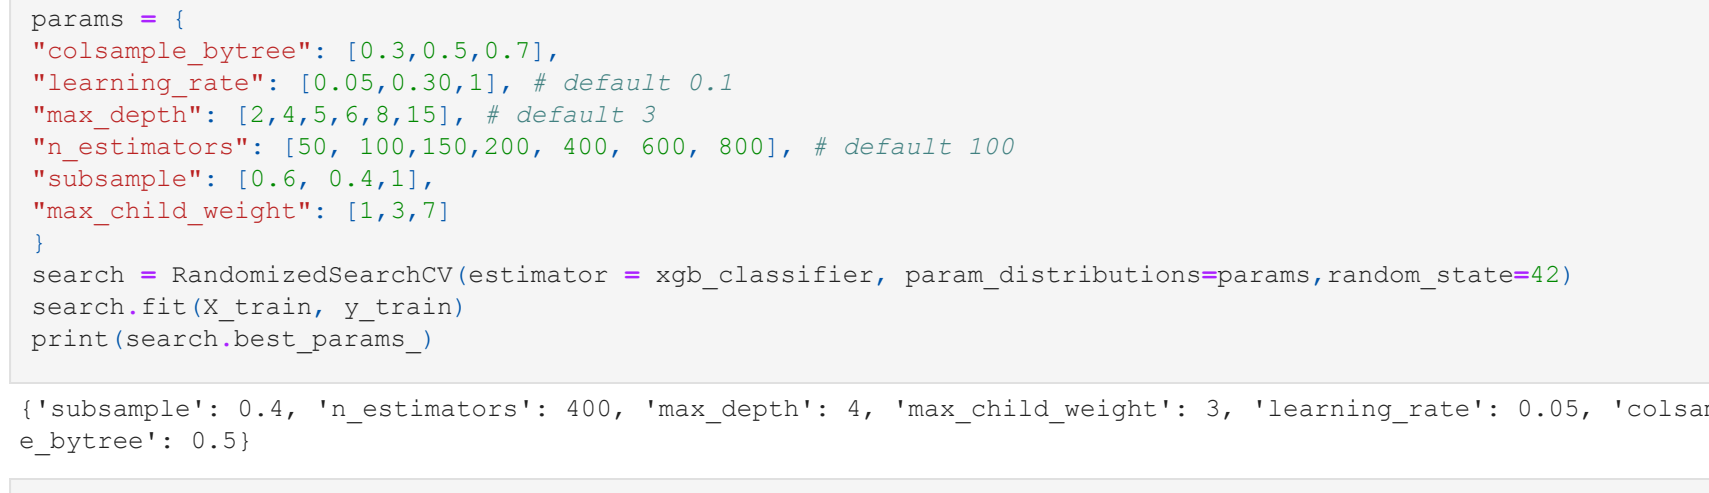 params = {
"colsample_bytree": [0.3,0.5,0.7],
"learning_rate": [0.05,0.30,1], # default 0.1
"max_depth": [2,4,5,6,8,15], # default 3
"n_estimators": [50, 100,150,200, 400, 600, 800], # default 100
"subsample": [0.6, 0.4,1],
"max_child_weight": [1,3,7]
}
search = RandomizedSearchCV(estimator = xgb_classifier, param_distributions=params,random_state=42)
search.fit(X_train, y_train)
print(search.best_params_)
{'subsample': 0.4, 'n_estimators': 400, 'max_depth': 4, 'max_child_weight': 3, 'learning_rate': 0.05, 'colsa
e_bytree': 0.5}